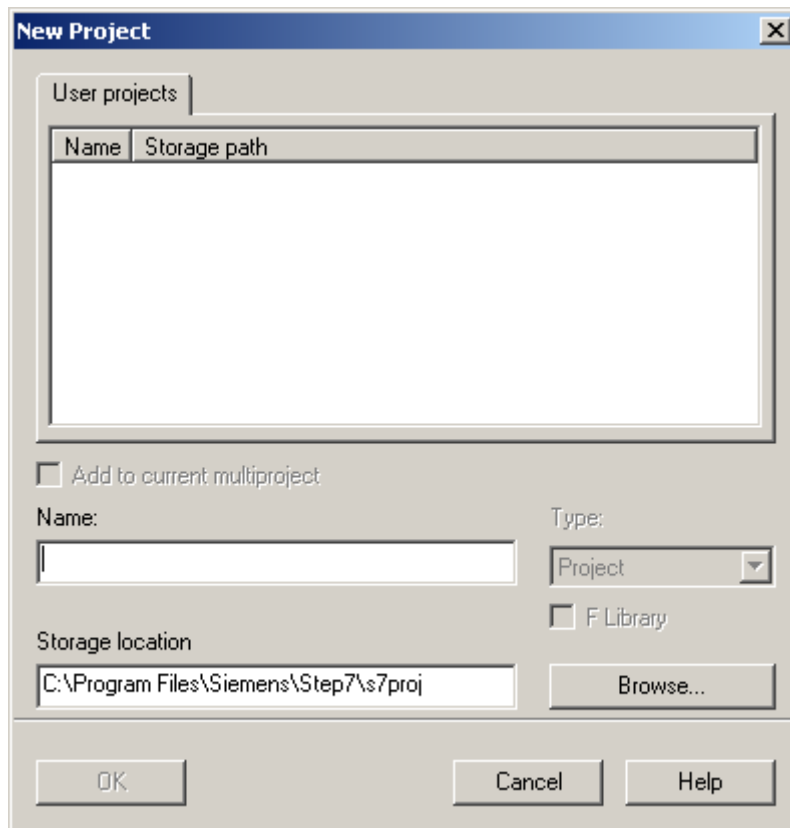 New Project
User projects
Name Storage path
Add to current multiproject
Name:
Type:
Project
F Library
Storage location
C:\Program Files\Siemens\Step7\s7proj
Browse...
OK Cancel Help